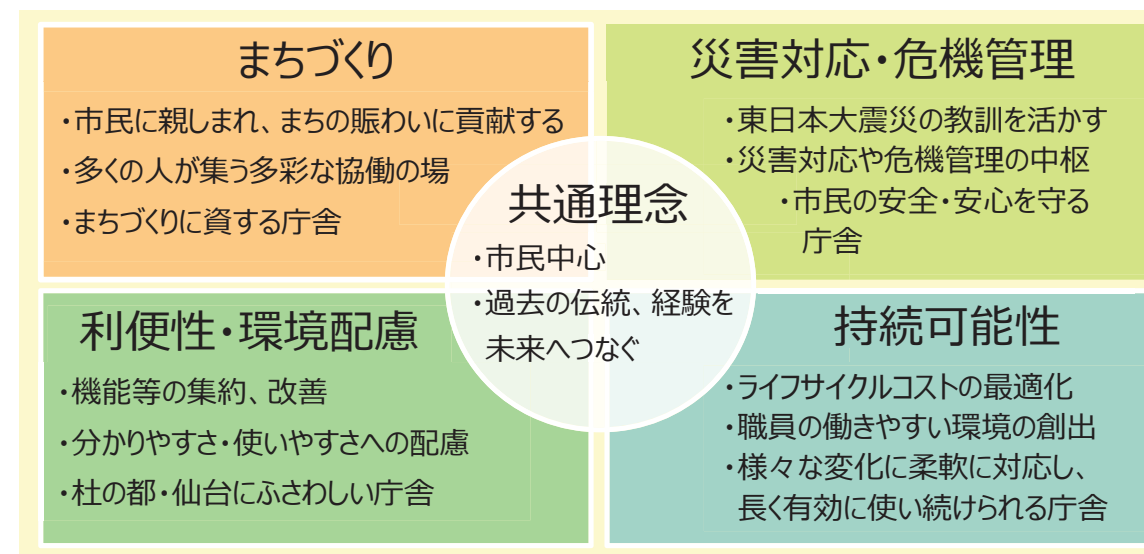 まちづくり
・市民に親しまれ、まちの賑わいに貢献する
・多くの人が集う多彩な協働の場
・まちづくりに資する庁舎
災害対応・危機管理
・東日本大震災の教訓を活かす
・災害対応や危機管理の中枢
・市民の安全・安心を守る
庁舎
共通理念
・市民中心
・過去の伝統、経験を
未来へつなぐ
利便性・環境配慮
・機能等の集約、改善
・分かりやすさ・使いやすさへの配慮
・杜の都・仙台にふさわしい庁舎
持続可能性
・ライフサイクルコストの最適化
・職員の働きやすい環境の創出
・様々な変化に柔軟に対応し、
長く有効に使い続けられる庁舎